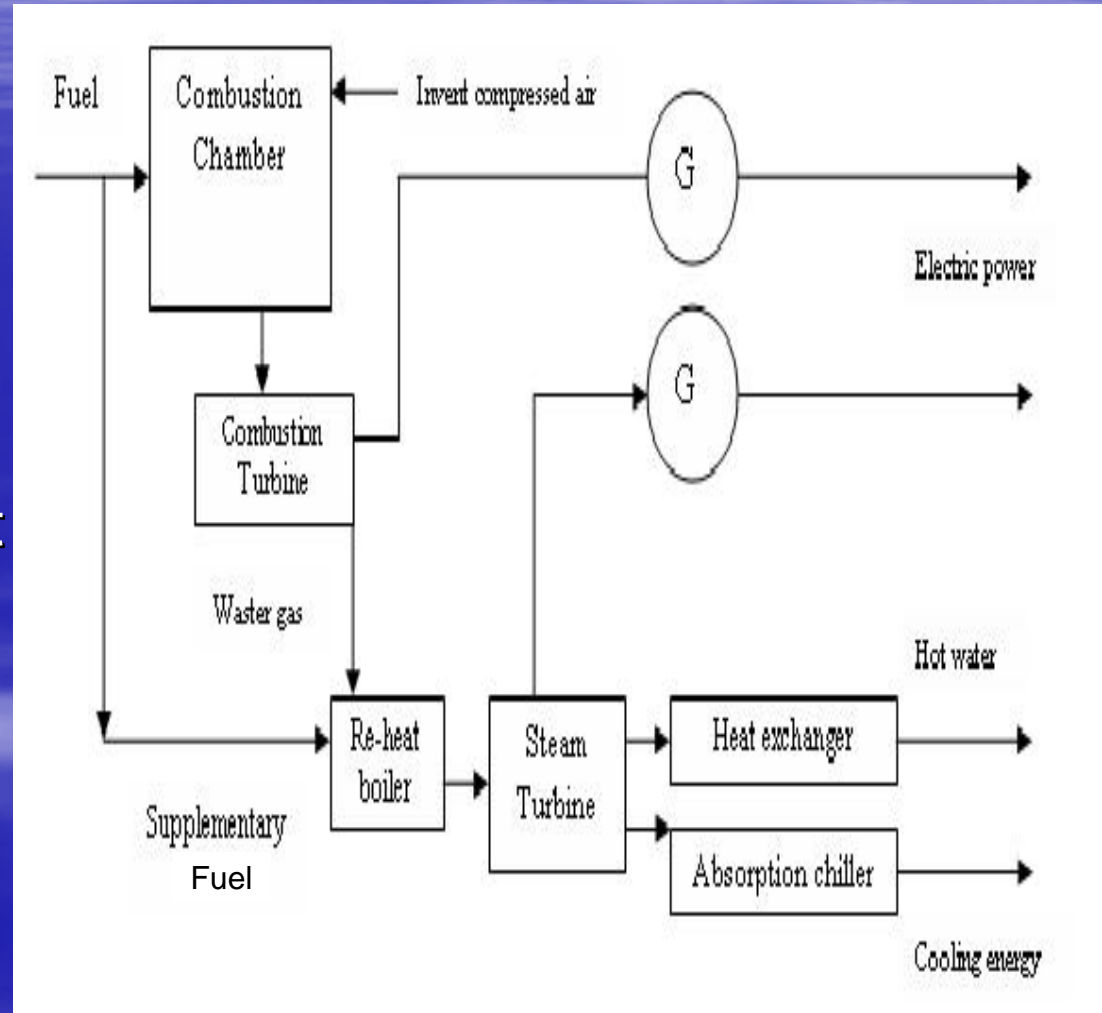 Fuel
Combustion
Chamber
Invert compressed air
G
Electric power
G
Combustion
Turbine
Waster gas
Hot water
Re-heat
boiler
Steam
Turbine
Heat exchanger
Supplementary
Fuel
Absorption chiller
Cooling energy